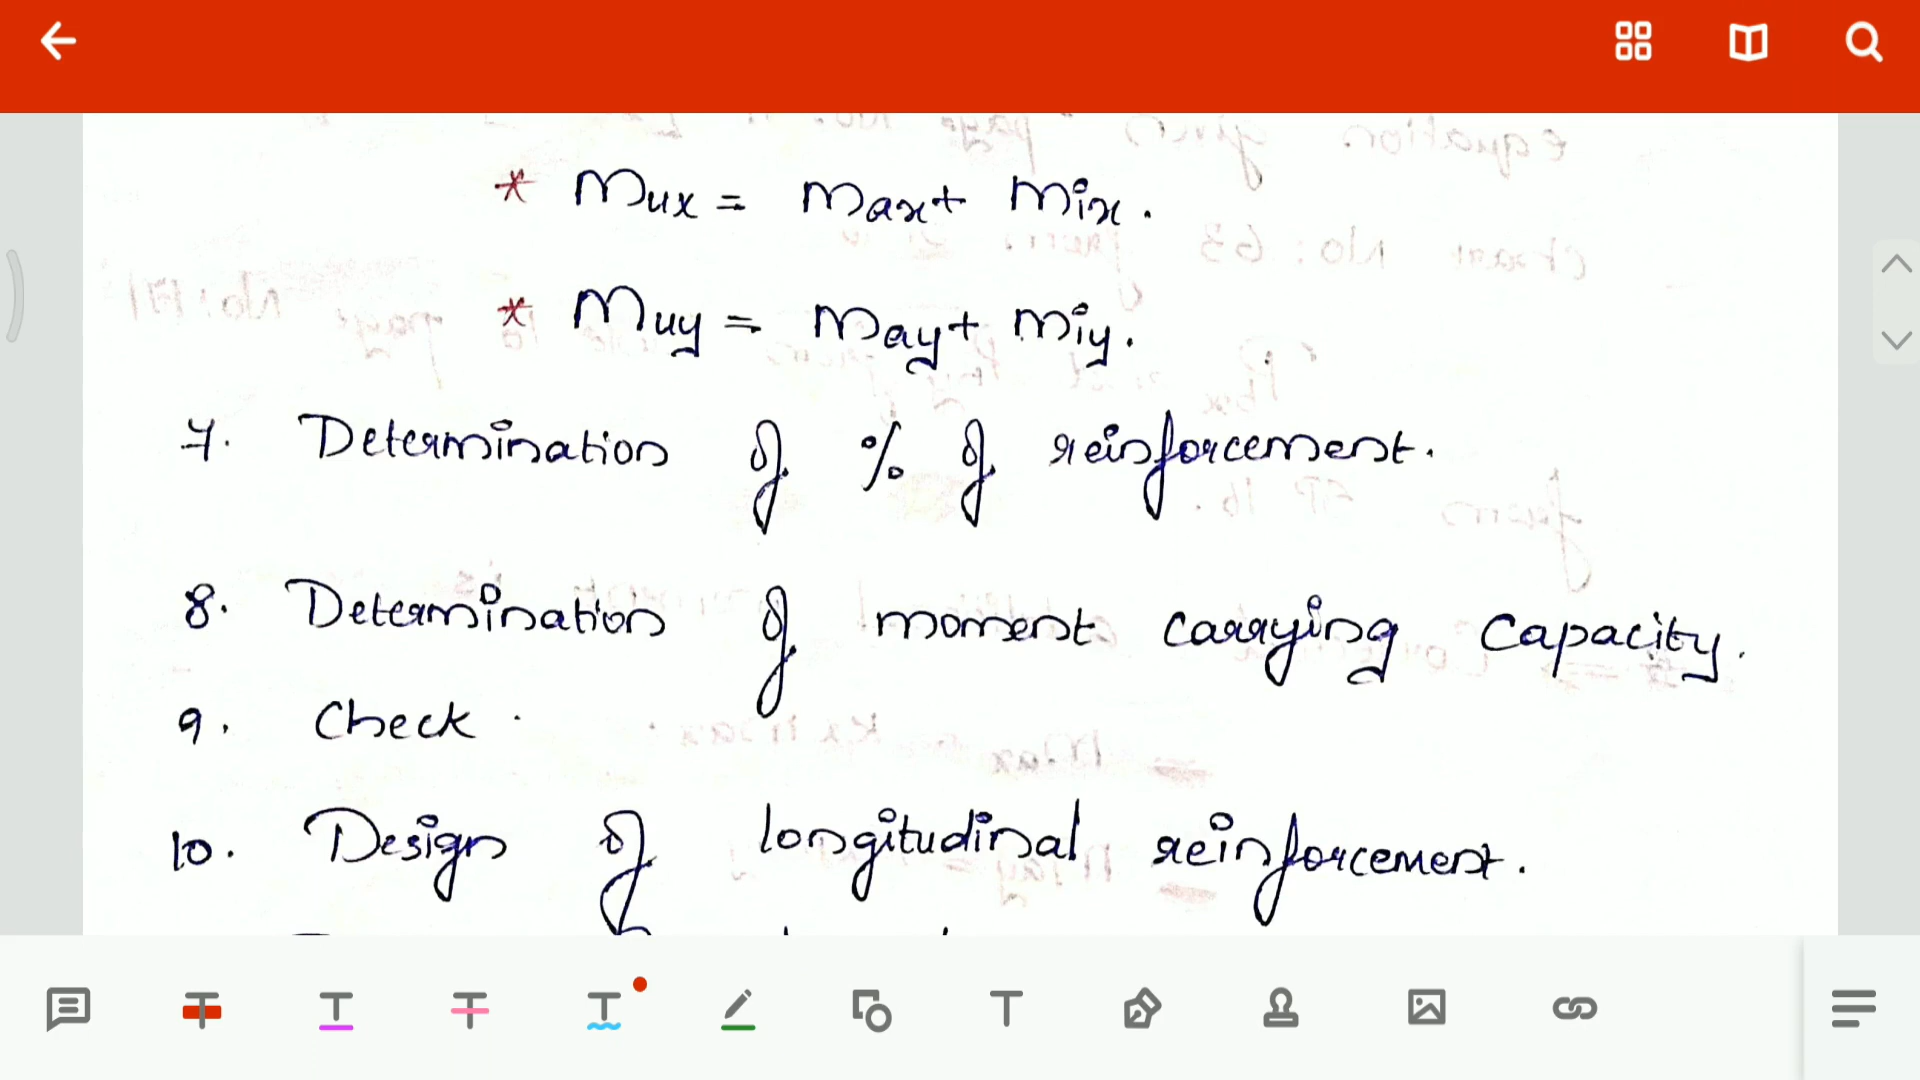 * Mux = Max + Mix.
* Muy = May + Miy.
7. Determination of % of reinforcement.
8. Determination of moment carrying capacity.
9. Check.
10. Design of longitudinal reinforcement.